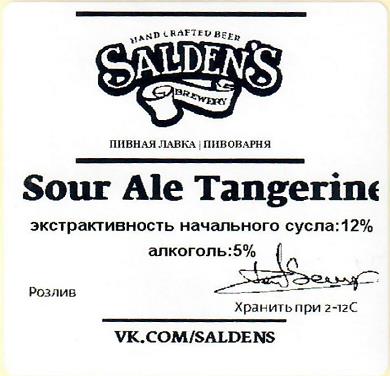 HAND CRAFTED BEER
SALDEN'S
BREWERY
ПИВНАЯ ЛАВКА | ПИВОВАРНЯ
Sour Ale Tangerine
экстрактивность начального сусла:12%
алкоголь:5%
Розлив
Хранить при 2-12С
VK.COM/SALDENS